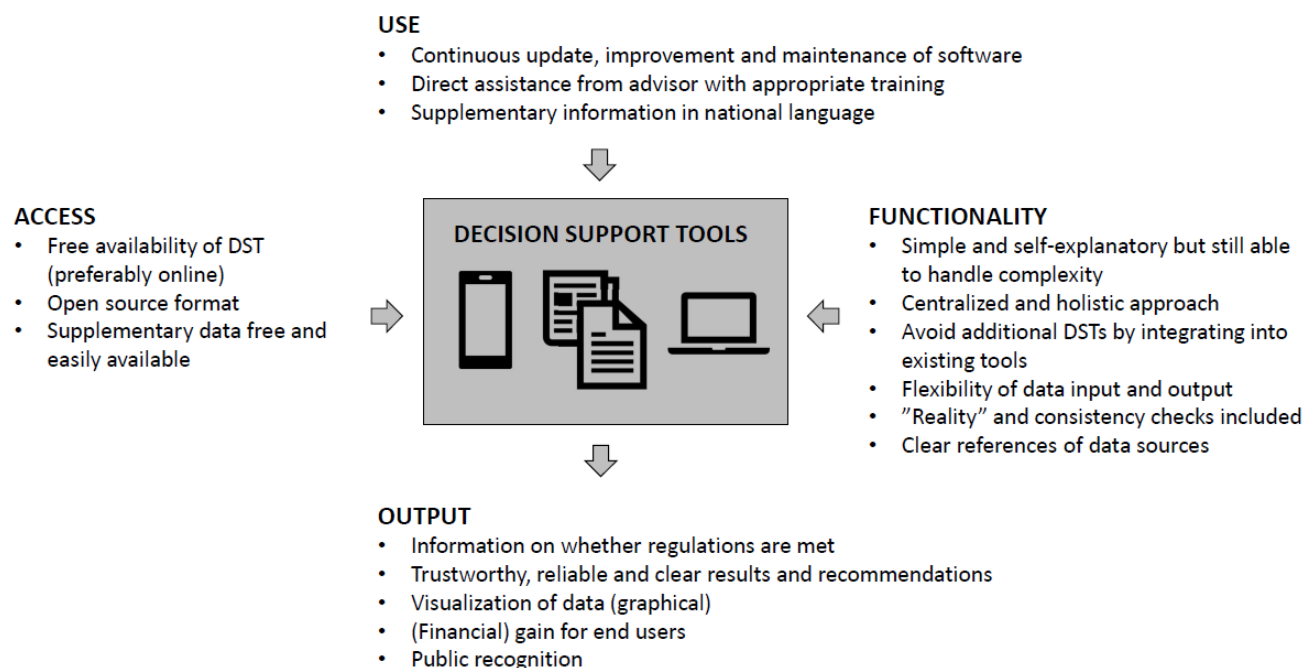 USE
• Continuous update, improvement and maintenance of software
• Direct assistance from advisor with appropriate training
• Supplementary information in national language
ACCESS
• Free availability of DST
(preferably online)
• Open source format
• Supplementary data free and
easily available
DECISION SUPPORT TOOLS
FUNCTIONALITY
• Simple and self-explanatory but still able
to handle complexity
• Centralized and holistic approach
• Avoid additional DSTs by integrating into
existing tools
• Flexibility of data input and output
• ”Reality” and consistency checks included
• Clear references of data sources
OUTPUT
• Information on whether regulations are met
• Trustworthy, reliable and clear results and recommendations
• Visualization of data (graphical)
• (Financial) gain for end users
• Public recognition